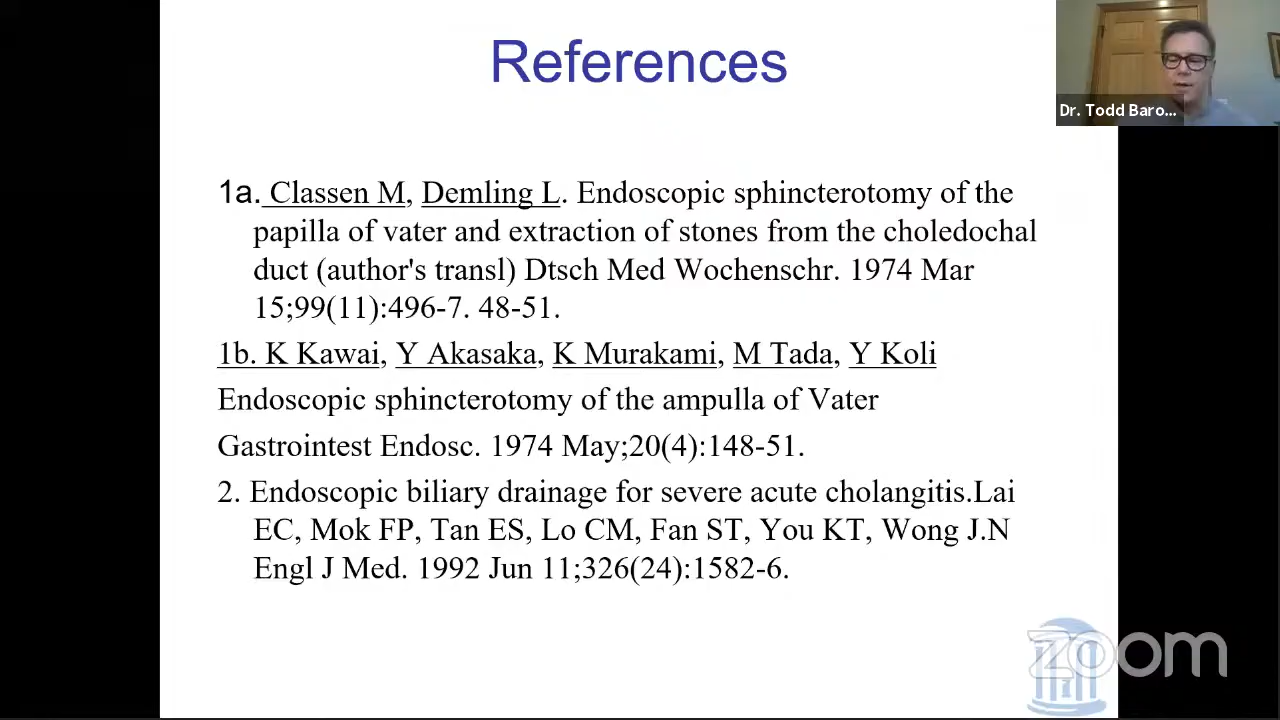 References
Dr. Todd Baro...
1a. Classen M, Demling L. Endoscopic sphincterotomy of the
papilla of vater and extraction of stones from the choledochal
duct (author's transl) Dtsch Med Wochenschr. 1974 Mar
15;99(11):496-7. 48-51.
1b. K Kawai, Y Akasaka, K Murakami, M Tada, Y Koli
Endoscopic sphincterotomy of the ampulla of Vater
Gastrointest Endosc. 1974 May;20(4):148-51.
2. Endoscopic biliary drainage for severe acute cholangitis.Lai
EC, Mok FP, Tan ES, Lo CM, Fan ST, You KT, Wong J.N
Engl J Med. 1992 Jun 11;326(24):1582-6.
zoom